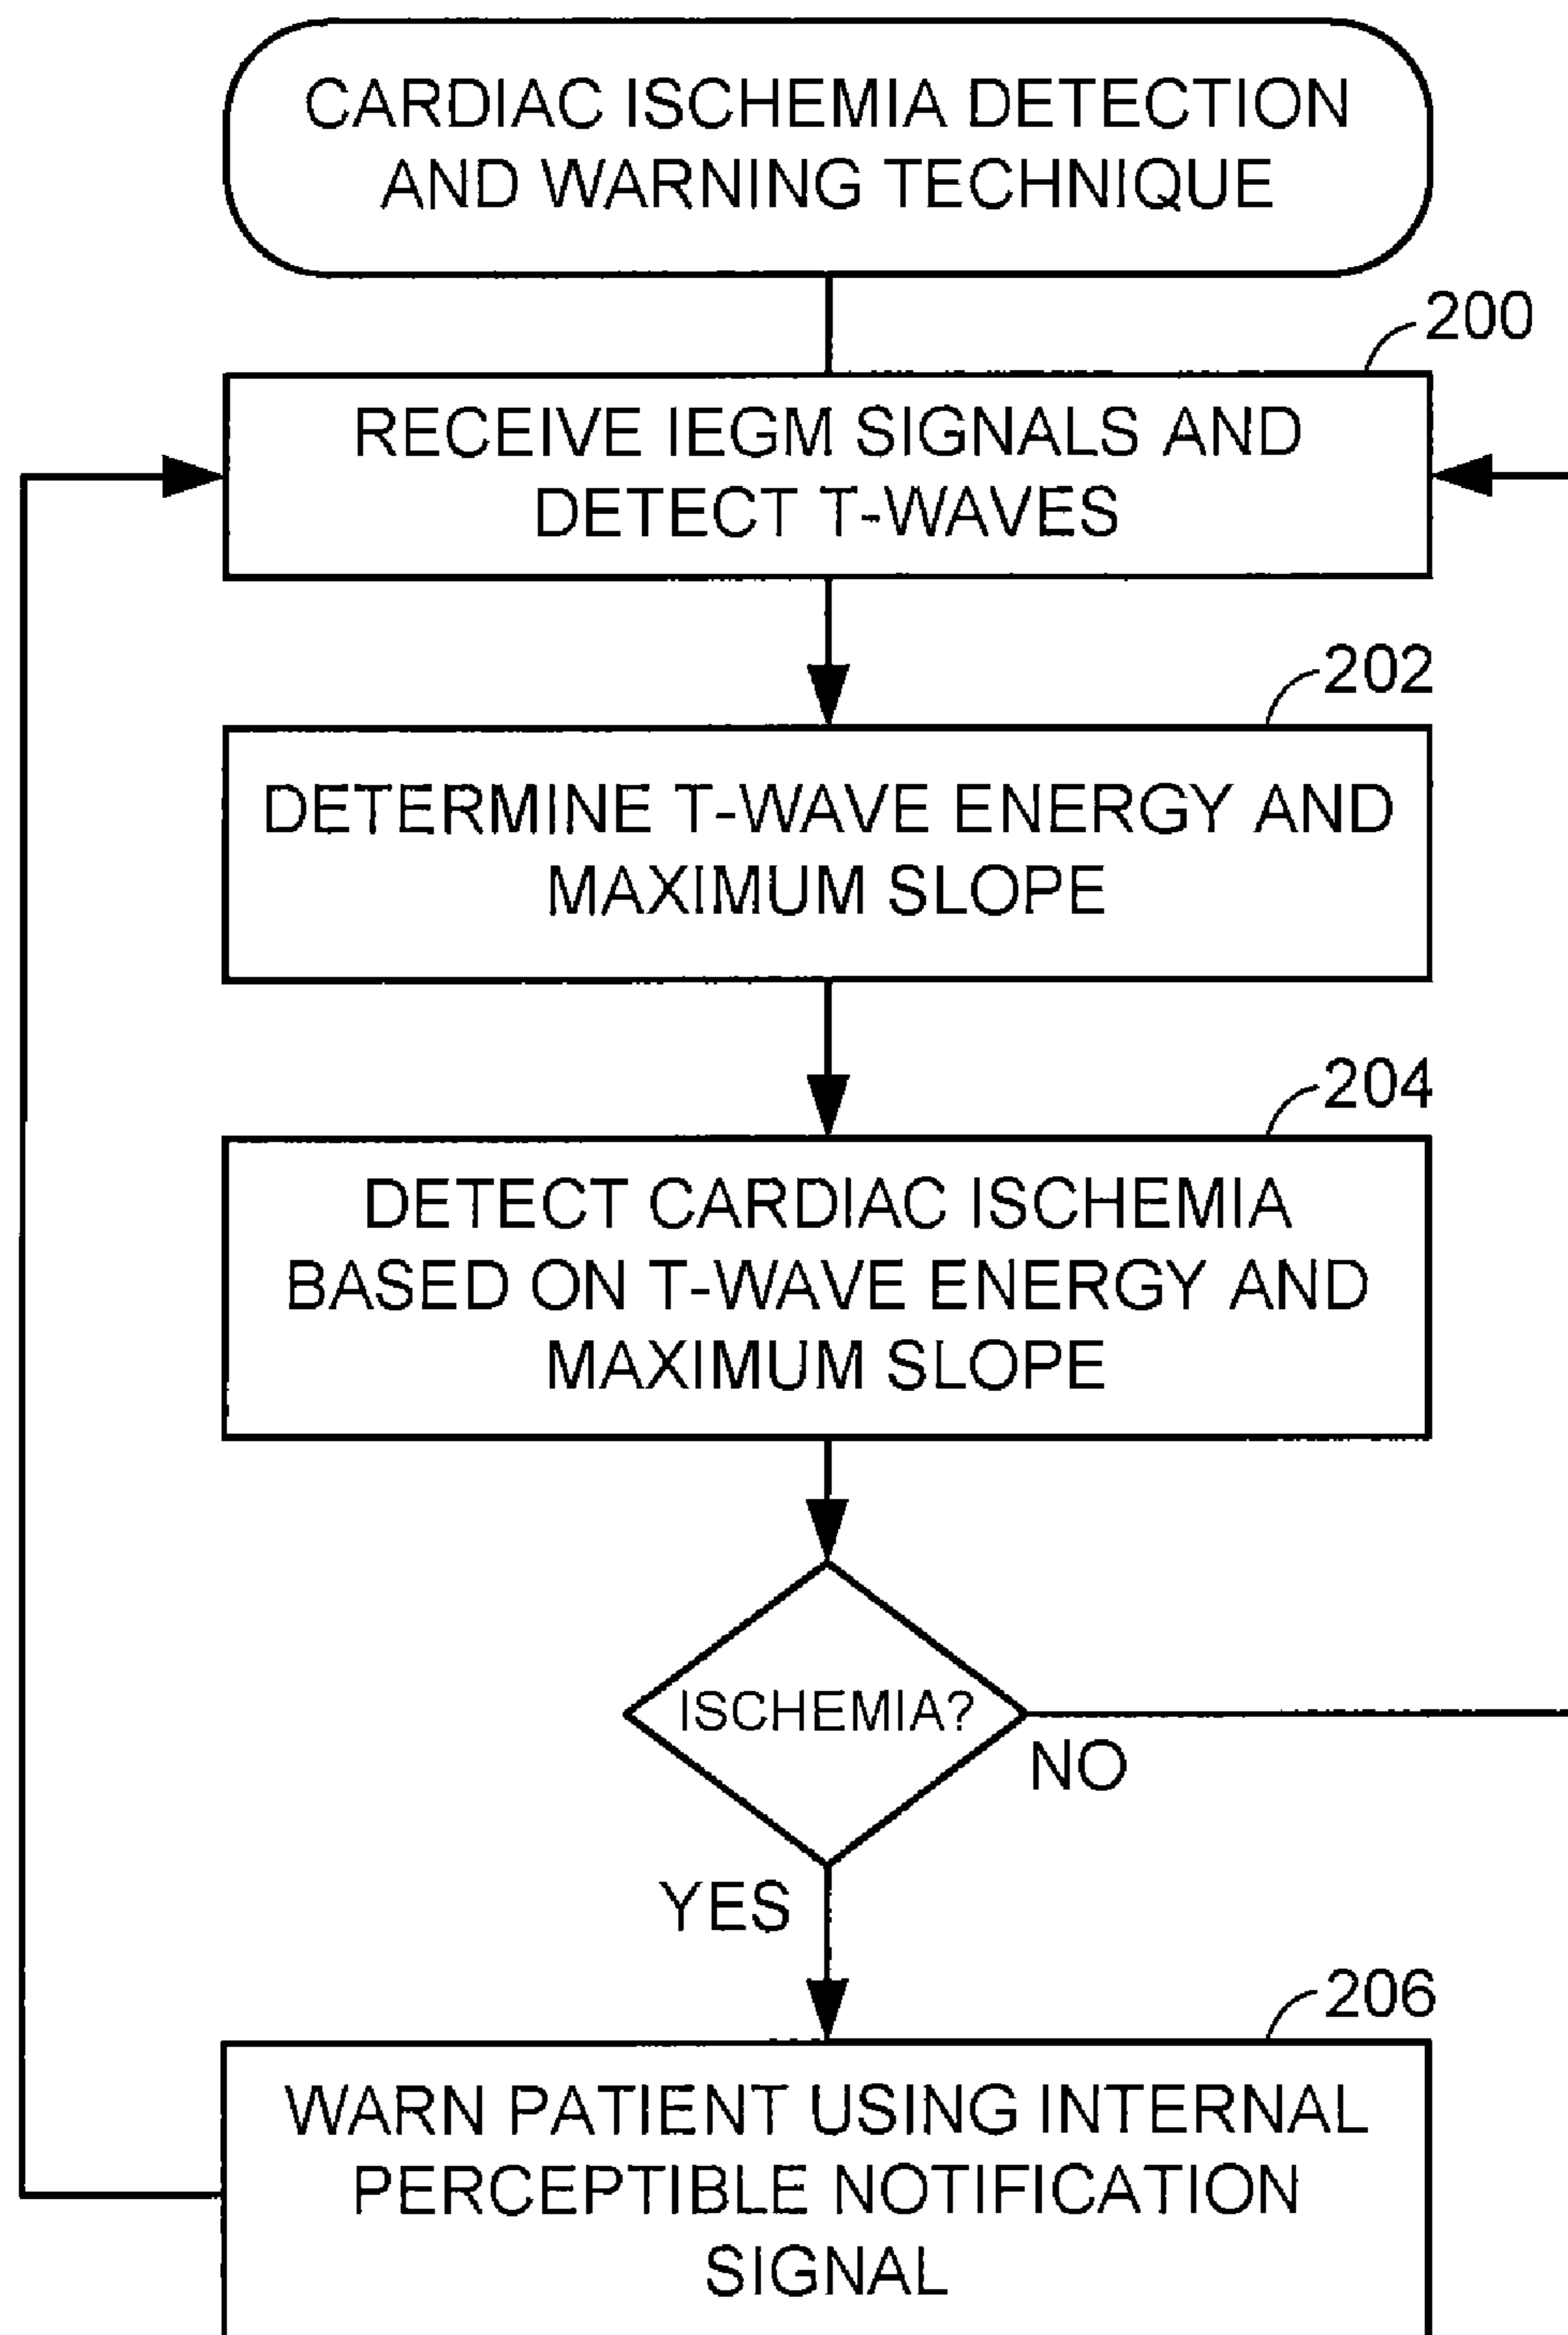 CARDIAC ISCHEMIA DETECTION
AND WARNING TECHNIQUE
200
RECEIVE IEGM SIGNALS AND
DETECT T-WAVES
202
DETERMINE T-WAVE ENERGY AND
MAXIMUM SLOPE
204
DETECT CARDIAC ISCHEMIA
BASED ON T-WAVE ENERGY AND
MAXIMUM SLOPE
ISCHEMIA?
NO
YES
206
WARN PATIENT USING INTERNAL
PERCEPTIBLE NOTIFICATION
SIGNAL